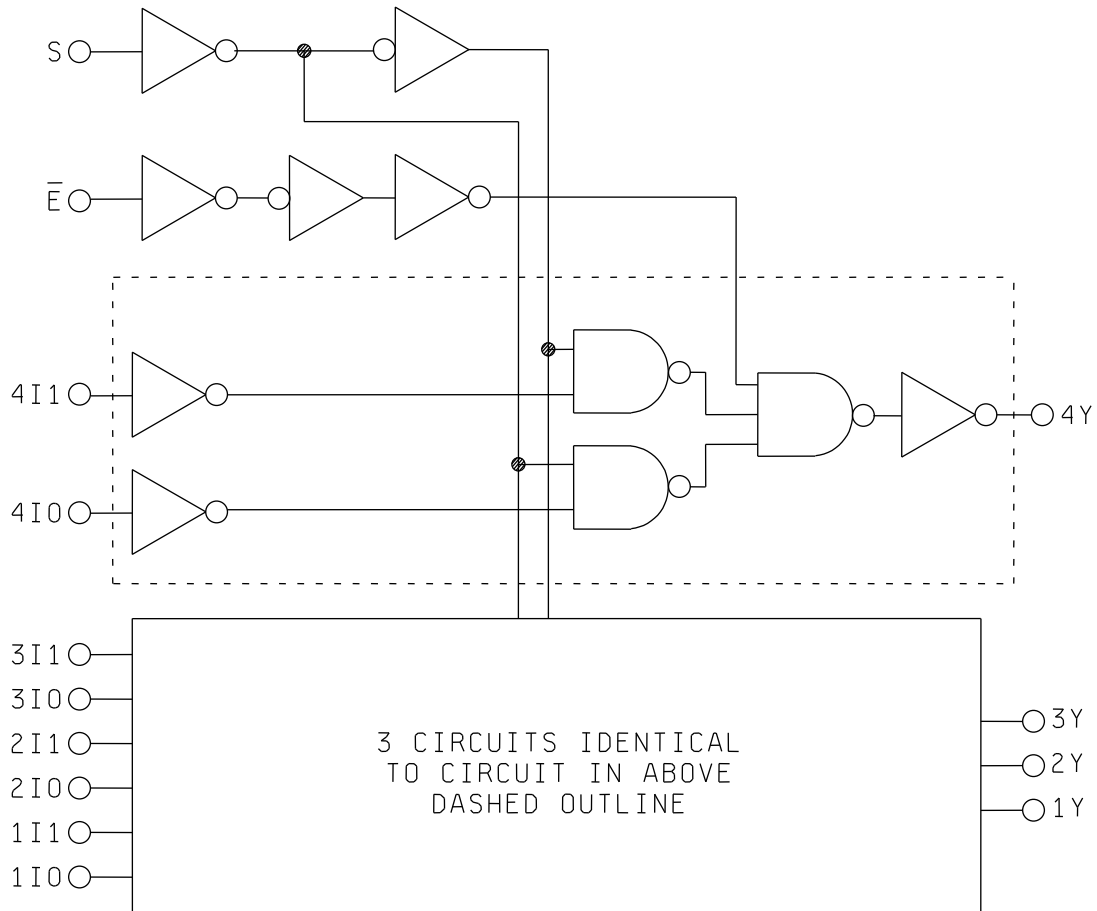 S
E̅
4I1
4Y
4I0
3I1
3I0
2I1
2I0
1I1
1I0
3 CIRCUITS IDENTICAL
TO CIRCUIT IN ABOVE
DASHED OUTLINE
3Y
2Y
1Y